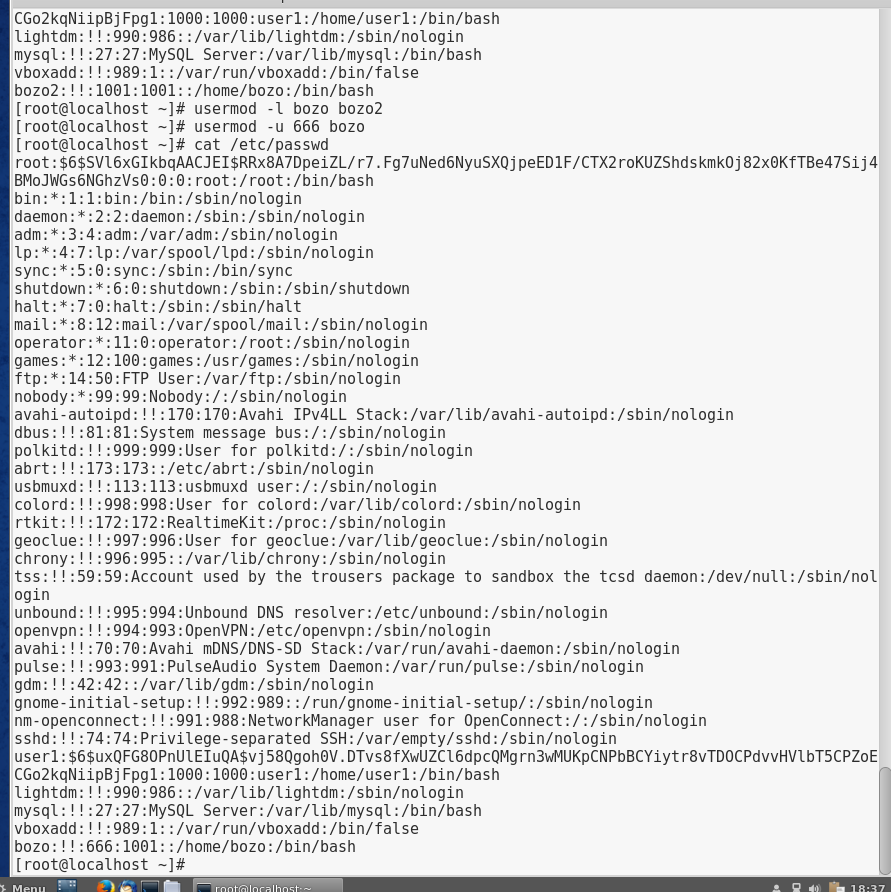 CGo2kqNiipBjFpg1:1000:1000:user1:/home/user1:/bin/bash
lightdm:!!:990:986::/var/lib/lightdm:/sbin/nologin
mysql:!!:27:27:MySQL Server:/var/lib/mysql:/bin/bash
vboxadd:!!:989:1::/var/run/vboxadd:/bin/false
bozo2:!!:1001:1001::/home/bozo:/bin/bash
[root@localhost ~]# usermod -l bozo bozo2
[root@localhost ~]# usermod -u 666 bozo
[root@localhost ~]# cat /etc/passwd
root:$6$SVl6xGIkbqAACJEI$RRx8A7DpeiZL/r7.Fg7uNed6NyuSXQjpeED1F/CTX2roKUZShdskmkOj82x0KfTBe47Sij4
BMoJWGs6NGhzVs0:0:0:root:/root:/bin/bash
bin:*:1:1:bin:/bin:/sbin/nologin
daemon:*:2:2:daemon:/sbin:/sbin/nologin
adm:*:3:4:adm:/var/adm:/sbin/nologin
lp:*:4:7:lp:/var/spool/lpd:/sbin/nologin
sync:*:5:0:sync:/sbin:/bin/sync
shutdown:*:6:0:shutdown:/sbin:/sbin/shutdown
halt:*:7:0:halt:/sbin:/sbin/halt
mail:*:8:12:mail:/var/spool/mail:/sbin/nologin
operator:*:11:0:operator:/root:/sbin/nologin
games:*:12:100:games:/usr/games:/sbin/nologin
ftp:*:14:50:FTP User:/var/ftp:/sbin/nologin
nobody:*:99:99:Nobody:/:/sbin/nologin
avahi-autoipd:!!:170:170:Avahi IPv4LL Stack:/var/lib/avahi-autoipd:/sbin/nologin
dbus:!!:81:81:System message bus:/:/sbin/nologin
polkitd:!!:999:999:User for polkitd:/:/sbin/nologin
abrt:!!:173:173::/etc/abrt:/sbin/nologin
usbmuxd:!!:113:113:usbmuxd user:/:/sbin/nologin
colord:!!:998:998:User for colord:/var/lib/colord:/sbin/nologin
rtkit:!!:172:172:RealtimeKit:/proc:/sbin/nologin
geoclue:!!:997:996:User for geoclue:/var/lib/geoclue:/sbin/nologin
chrony:!!:996:995::/var/lib/chrony:/sbin/nologin
tss:!!:59:59:Account used by the trousers package to sandbox the tcsd daemon:/dev/null:/sbin/nol
ogin
unbound:!!:995:994:Unbound DNS resolver:/etc/unbound:/sbin/nologin
openvpn:!!:994:993:OpenVPN:/etc/openvpn:/sbin/nologin
avahi:!!:70:70:Avahi mDNS/DNS-SD Stack:/var/run/avahi-daemon:/sbin/nologin
pulse:!!:993:991:PulseAudio System Daemon:/var/run/pulse:/sbin/nologin
gdm:!!:42:42::/var/lib/gdm:/sbin/nologin
gnome-initial-setup:!!:992:989::/run/gnome-initial-setup/:/sbin/nologin
nm-openconnect:!!:991:988:NetworkManager user for OpenConnect:/:/sbin/nologin
sshd:!!:74:74:Privilege-separated SSH:/var/empty/sshd:/sbin/nologin
user1:$6$uxQFG8OPnUlEIuQA$vj58Qgoh0V.DTvs8fXwUZCl6dpcQMgrn3wMUKpCNPbBCYiytr8vTDOCPdvvHVlbT5CPZoE
CGo2kqNiipBjFpg1:1000:1000:user1:/home/user1:/bin/bash
lightdm:!!:990:986::/var/lib/lightdm:/sbin/nologin
mysql:!!:27:27:MySQL Server:/var/lib/mysql:/bin/bash
vboxadd:!!:989:1::/var/run/vboxadd:/bin/false
bozo:!!:666:1001::/home/bozo:/bin/bash
[root@localhost ~]#
Menu root@localhost:~ 18:37